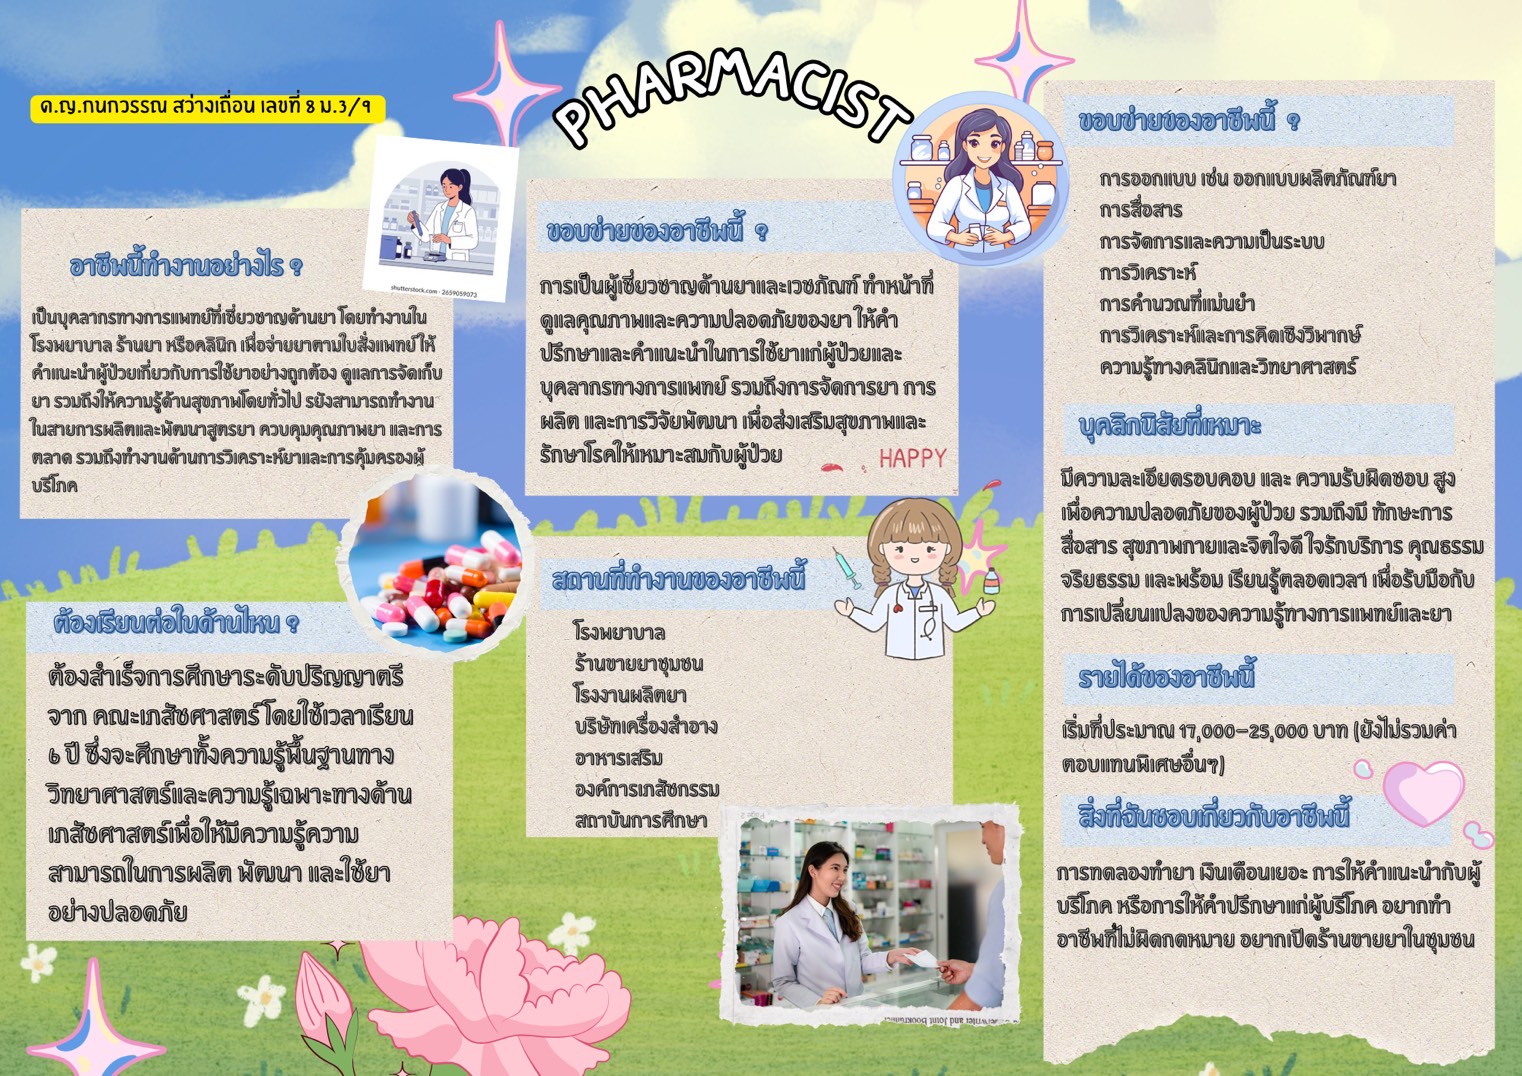 PHARMACIST
ด.ญ.กนกวรรณ สว่างเถื่อน เลขที่ 8 ม.3/9
shutterstock.com · 2659059073
อาชีพนี้ทำงานอย่างไร ?
เป็นบุคลากรทางการแพทย์ที่เชี่ยวชาญด้านยา โดยทำงานใน
โรงพยาบาล ร้านยา หรือคลินิก เพื่อจ่ายยาตามใบสั่งแพทย์ ให้
คำแนะนำผู้ป่วยเกี่ยวกับการใช้ยาอย่างถูกต้อง ดูแลการจัดเก็บ
ยา รวมถึงให้ความรู้ด้านสุขภาพโดยทั่วไป รยังสามารถทำงาน
ในสายการผลิตและพัฒนาสูตรยา ควบคุมคุณภาพยา และการ
ตลาด รวมถึงทำงานด้านการวิเคราะห์ยาและการคุ้มครองผู้
บริโภค
ต้องเรียนต่อในด้านไหน ?
ต้องสำเร็จการศึกษาระดับปริญญาตรี
จาก คณะเภสัชศาสตร์ โดยใช้เวลาเรียน
6 ปี ซึ่งจะศึกษาทั้งความรู้พื้นฐานทาง
วิทยาศาสตร์และความรู้เฉพาะทางด้าน
เภสัชศาสตร์เพื่อให้มีความรู้ความ
สามารถในการผลิต พัฒนา และใช้ยา
อย่างปลอดภัย
ขอบข่ายของอาชีพนี้ ?
การเป็นผู้เชี่ยวชาญด้านยาและเวชภัณฑ์ ทำหน้าที่
ดูแลคุณภาพและความปลอดภัยของยา ให้คำ
ปรึกษาและคำแนะนำในการใช้ยาแก่ผู้ป่วยและ
บุคลากรทางการแพทย์ รวมถึงการจัดการยา การ
ผลิต และการวิจัยพัฒนา เพื่อส่งเสริมสุขภาพและ
รักษาโรคให้เหมาะสมกับผู้ป่วย
HAPPY
สถานที่ทำงานของอาชีพนี้
โรงพยาบาล
ร้านขายยาชุมชน
โรงงานผลิตยา
บริษัทเครื่องสำอาง
อาหารเสริม
องค์การเภสัชกรรม
สถาบันการศึกษา
ขอบข่ายของอาชีพนี้ ?
การออกแบบ เช่น ออกแบบผลิตภัณฑ์ยา
การสื่อสาร
การจัดการและความเป็นระบบ
การวิเคราะห์
การคำนวณที่แม่นยำ
การวิเคราะห์และการคิดเชิงวิพากษ์
ความรู้ทางคลินิกและวิทยาศาสตร์
บุคลิกนิสัยที่เหมาะ
มีความละเอียดรอบคอบ และ ความรับผิดชอบ สูง
เพื่อความปลอดภัยของผู้ป่วย รวมถึงมี ทักษะการ
สื่อสาร สุขภาพกายและจิตใจดี ใจรักบริการ คุณธรรม
จริยธรรม และพร้อม เรียนรู้ตลอดเวลา เพื่อรับมือกับ
การเปลี่ยนแปลงของความรู้ทางการแพทย์และยา
รายได้ของอาชีพนี้
เริ่มที่ประมาณ 17,000–25,000 บาท (ยังไม่รวมค่า
ตอบแทนพิเศษอื่นๆ)
สิ่งที่ฉันชอบเกี่ยวกับอาชีพนี้
การทดลองทำยา เงินเดือนเยอะ การให้คำแนะนำกับผู้
บริโภค หรือการให้คำปรึกษาแก่ผู้บริโภค อยากทำ
อาชีพที่ไม่ผิดกดหมาย อยากเปิดร้านขายยาในชุมชน